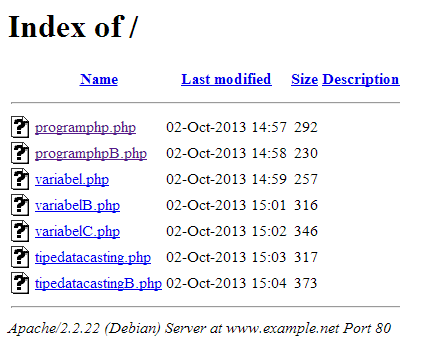 Index of /
Name Last modified Size Description
programphp.php 02-Oct-2013 14:57 292
programphpB.php 02-Oct-2013 14:58 230
variabel.php 02-Oct-2013 14:59 257
variabelB.php 02-Oct-2013 15:01 316
variabelC.php 02-Oct-2013 15:02 346
tipedatacasting.php 02-Oct-2013 15:03 317
tipedatacastingB.php 02-Oct-2013 15:04 373
Apache/2.2.22 (Debian) Server at www.example.net Port 80